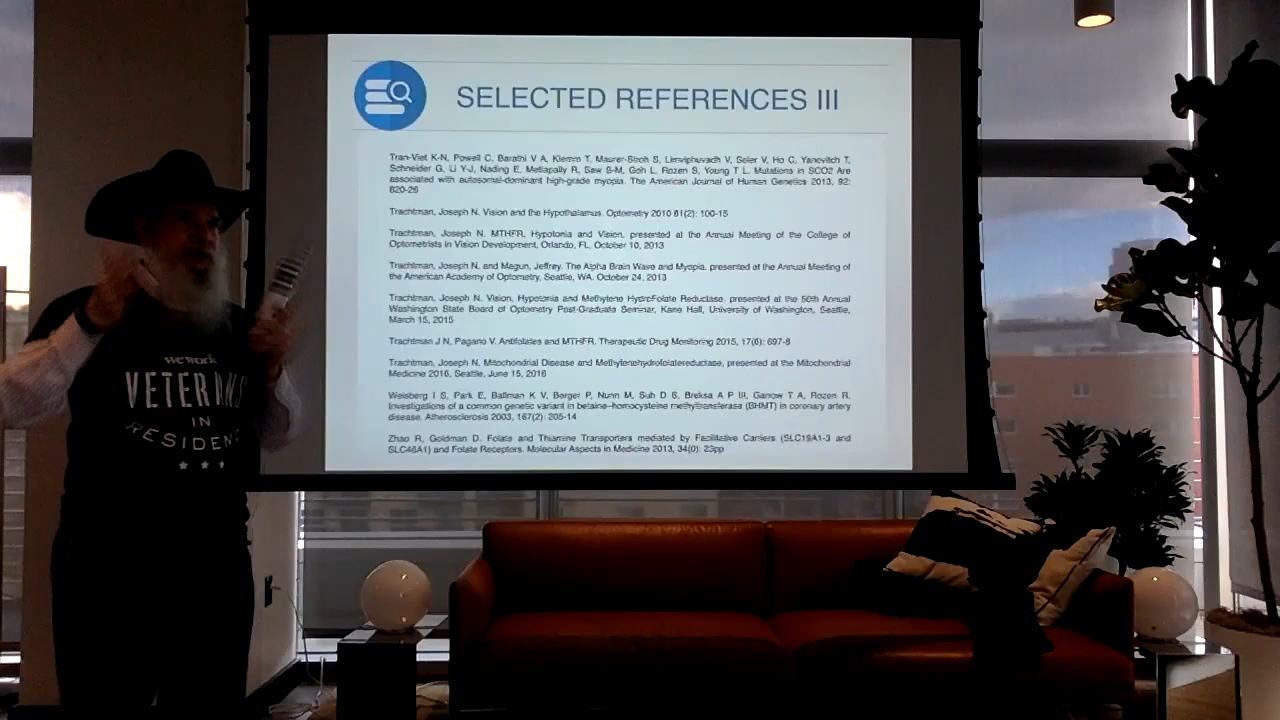 SELECTED REFERENCES III
Tran-Viet K-N, Powell C, Barathi V A, Klemm T, Maurer-Stroh S, Limviphuvadh V, Soler V, Ho C, Yanovitch T,
Schneider G, Li Y-J, Nading E, Metlapally R, Saw S-M, Goh L, Rozen S, Young T L. Mutations in SCO2 Are
associated with autosomal-dominant high-grade myopia. The American Journal of Human Genetics 2013, 92:
820-26
Trachtman, Joseph N. Vision and the Hypothalamus. Optometry 2010 81(2): 100-15
Trachtman, Joseph N. MTHFR, Hypotonia and Vision, presented at the Annual Meeting of the College of
Optometrists in Vision Development, Orlando, FL, October 10, 2013
Trachtman, Joseph N. and Magun, Jeffrey. The Alpha Brain Wave and Myopia, presented at the Annual Meeting of
the American Academy of Optometry, Seattle, WA. October 24, 2013
Trachtman, Joseph N. Vision, Hypotonia and Methylene HydroFolate Reductase, presented at the 50th Annual
Washington State Board of Optometry Post-Graduate Seminar, Kane Hall, University of Washington, Seattle,
March 15, 2015
Trachtman J N, Pagano V. Antifolates and MTHFR. Therapeutic Drug Monitoring 2015, 17(6): 697-8
Trachtman, Joseph N. Mitochondrial Disease and Methylenehydrofolatereductase, presented at the Mitochondrial
Medicine 2016, Seattle, June 15, 2016
Weisberg I S, Park E, Ballman K V, Berger P, Nunn M, Suh D S, Breksa A P III, Garrow T A, Rozen R.
Investigations of a common genetic variant in betaine-homocysteine methyltransferase (BHMT) in coronary artery
disease. Atherosclerosis 2003, 167(2): 205-14
Zhao R, Goldman D. Folate and Thiamine Transporters mediated by Facilitative Carriers (SLC19A1-3 and
SLC46A1) and Folate Receptors. Molecular Aspects in Medicine 2013, 34(0): 23pp
wework
VETERANS
IN
RESIDENC